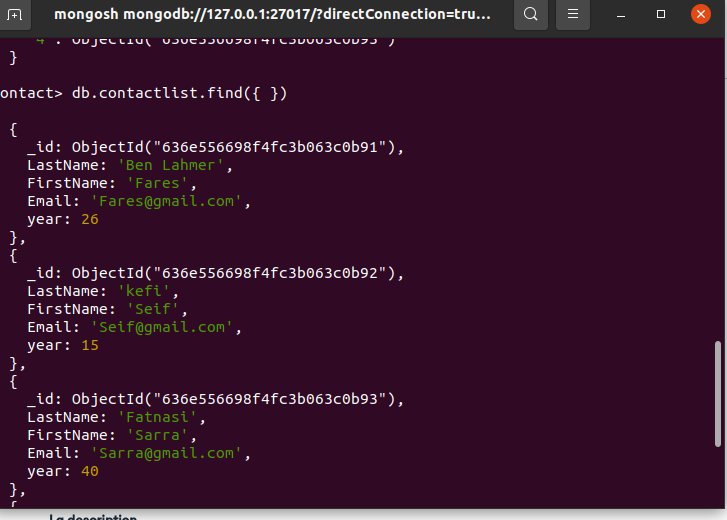 mongosh mongodb://127.0.0.1:27017/?directConnection=tru...
4 : ObjectId("636e556698f4fc3b063c0b95")
}
ontact> db.contactlist.find({ })
{
_id: ObjectId("636e556698f4fc3b063c0b91"),
LastName: 'Ben Lahmer',
FirstName: 'Fares',
Email: 'Fares@gmail.com',
year: 26
},
{
_id: ObjectId("636e556698f4fc3b063c0b92"),
LastName: 'kefi',
FirstName: 'Seif',
Email: 'Seif@gmail.com',
year: 15
},
{
_id: ObjectId("636e556698f4fc3b063c0b93"),
LastName: 'Fatnasi',
FirstName: 'Sarra',
Email: 'Sarra@gmail.com',
year: 40
},
{
La description